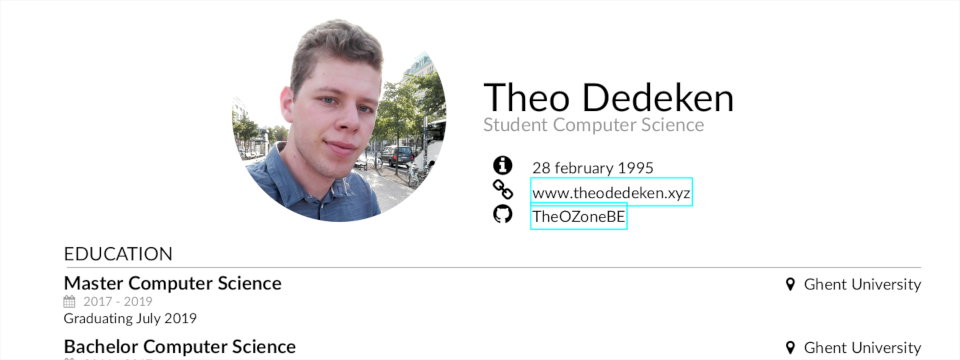 Theo Dedeken
Student Computer Science
28 february 1995
www.theodedeken.xyz
TheOZoneBE
EDUCATION
Master Computer Science
Ghent University
2017 - 2019
Graduating July 2019
Bachelor Computer Science
Ghent University